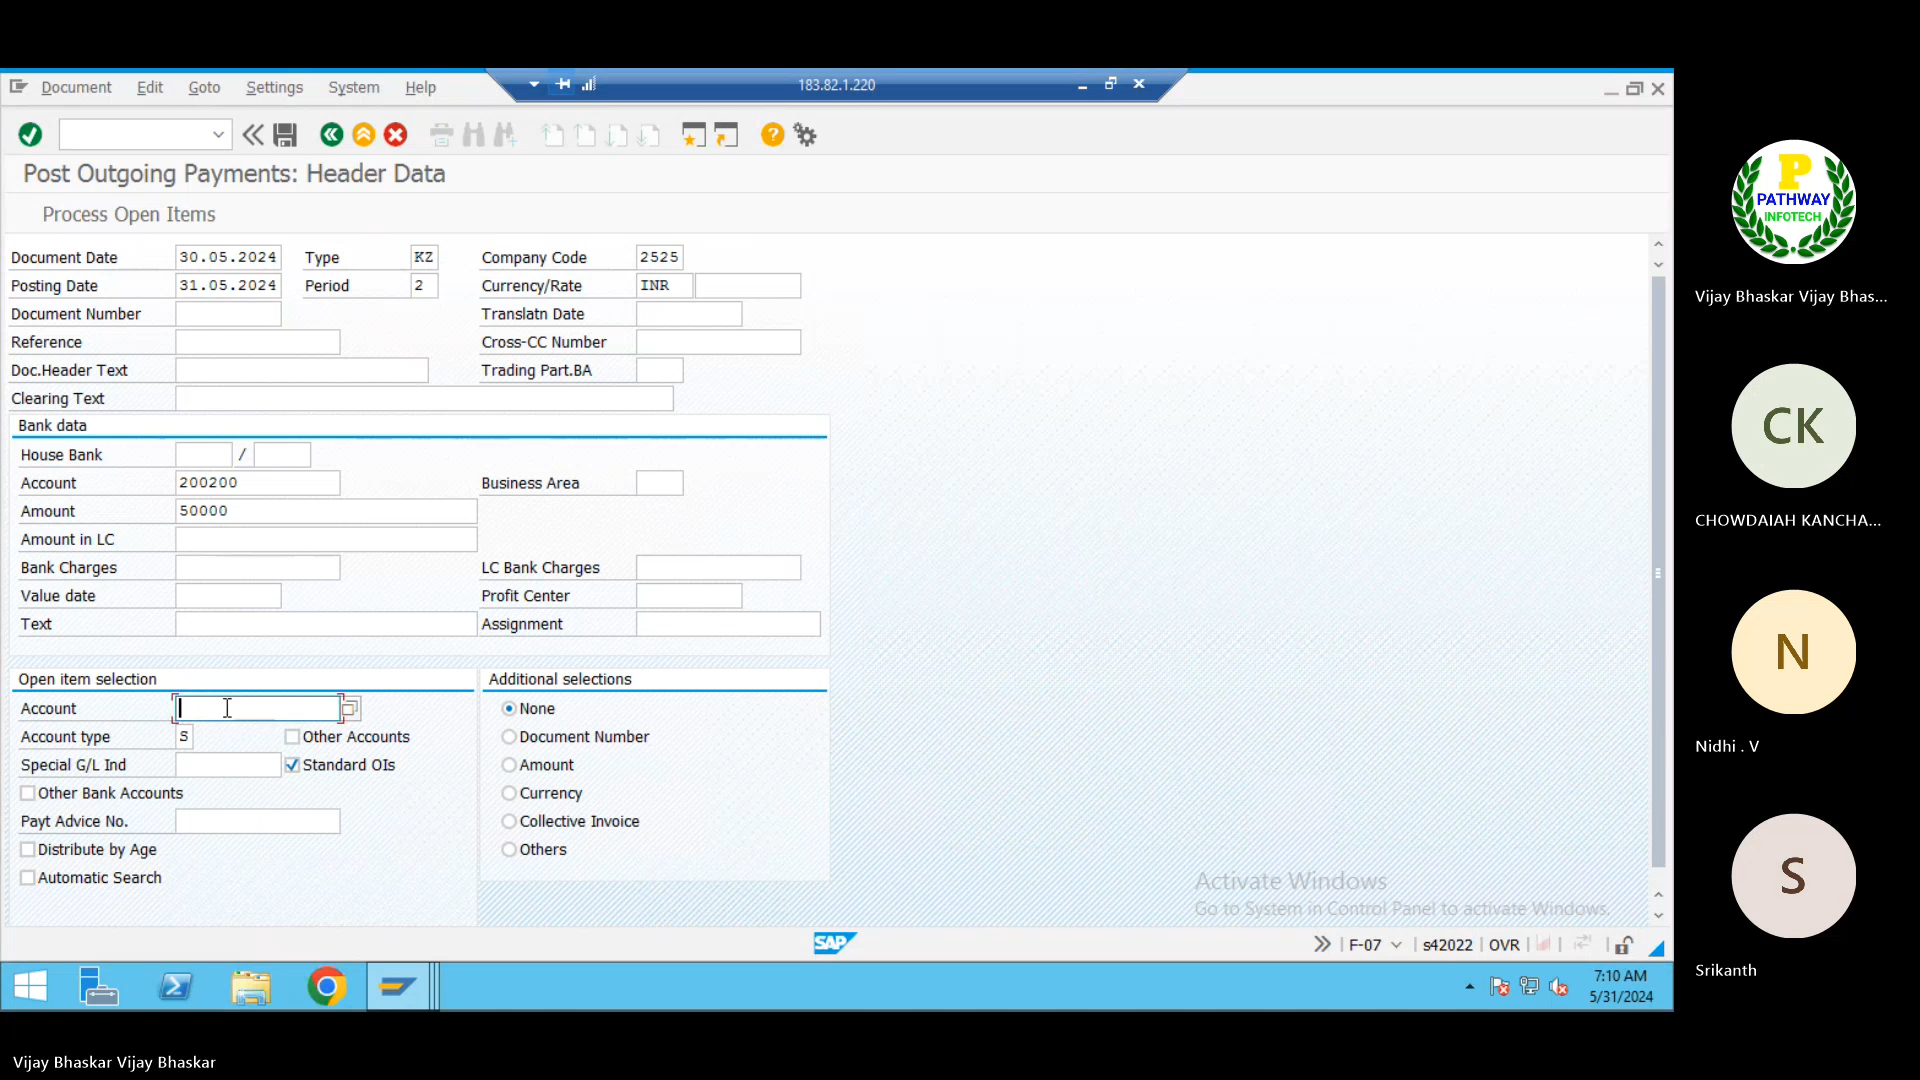 Document Edit Goto Settings System Help
183.82.1.220
Post Outgoing Payments: Header Data
Process Open Items
Document Date 30.05.2024 Type KZ Company Code 2525
Posting Date 31.05.2024 Period 2 Currency/Rate INR
Document Number Translatn Date
Reference Cross-CC Number
Doc.Header Text Trading Part.BA
Clearing Text
Bank data
House Bank /
Account 200200 Business Area
Amount 50000
Amount in LC
Bank Charges LC Bank Charges
Value date Profit Center
Text Assignment
Open item selection
Account
Account type S Other Accounts
Special G/L Ind Standard OIs
Other Bank Accounts
Payt Advice No.
Distribute by Age
Automatic Search
Additional selections
None
Document Number
Amount
Currency
Collective Invoice
Others
Activate Windows
Go to System in Control Panel to activate Windows.
SAP
F-07 s42022 OVR
7:10 AM
5/31/2024
P
PATHWAY
INFOTECH
Vijay Bhaskar Vijay Bhas...
CK
CHOWDAIAH KANCHA...
N
Nidhi . V
S
Srikanth
Vijay Bhaskar Vijay Bhaskar